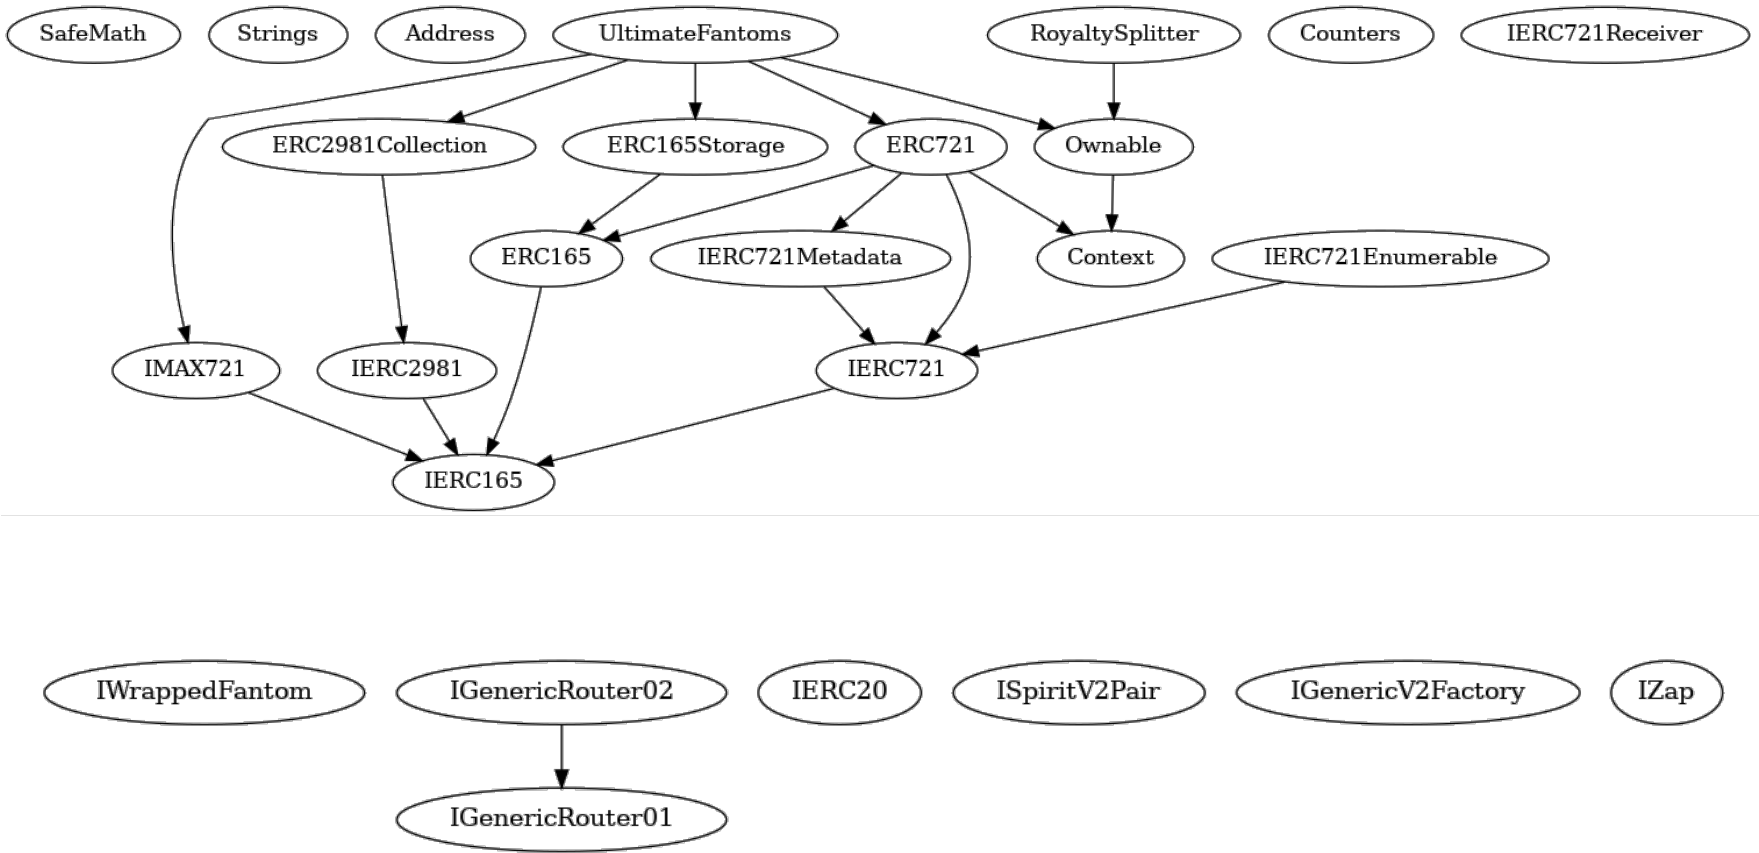 SafeMath
Strings
Address
UltimateFantoms
RoyaltySplitter
Counters
IERC721Receiver
ERC2981Collection
ERC165Storage
ERC721
Ownable
ERC165
IERC721Metadata
Context
IERC721Enumerable
IMAX721
IERC2981
IERC721
IERC165
IWrappedFantom
IGenericRouter02
IERC20
ISpiritV2Pair
IGenericV2Factory
IZap
IGenericRouter01